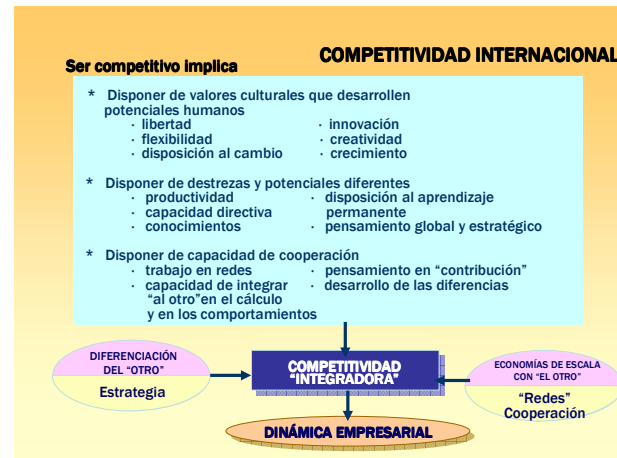 COMPETITIVIDAD INTERNACIONAL
Ser competitivo implica
* Disponer de valores culturales que desarrollen
potenciales humanos
· libertad
· flexibilidad
· disposición al cambio
· innovación
· creatividad
· crecimiento
* Disponer de destrezas y potenciales diferentes
· productividad
· capacidad directiva
· conocimientos
· disposición al aprendizaje
permanente
· pensamiento global y estratégico
* Disponer de capacidad de cooperación
· trabajo en redes
· capacidad de integrar
"al otro"en el cálculo
y en los comportamientos
· pensamiento en "contribución"
· desarrollo de las diferencias
DIFERENCIACIÓN
DEL "OTRO"
Estrategia
COMPETITIVIDAD
"INTEGRADORA"
ECONOMÍAS DE ESCALA
CON "EL OTRO"
"Redes"
Cooperación
DINÁMICA EMPRESARIAL